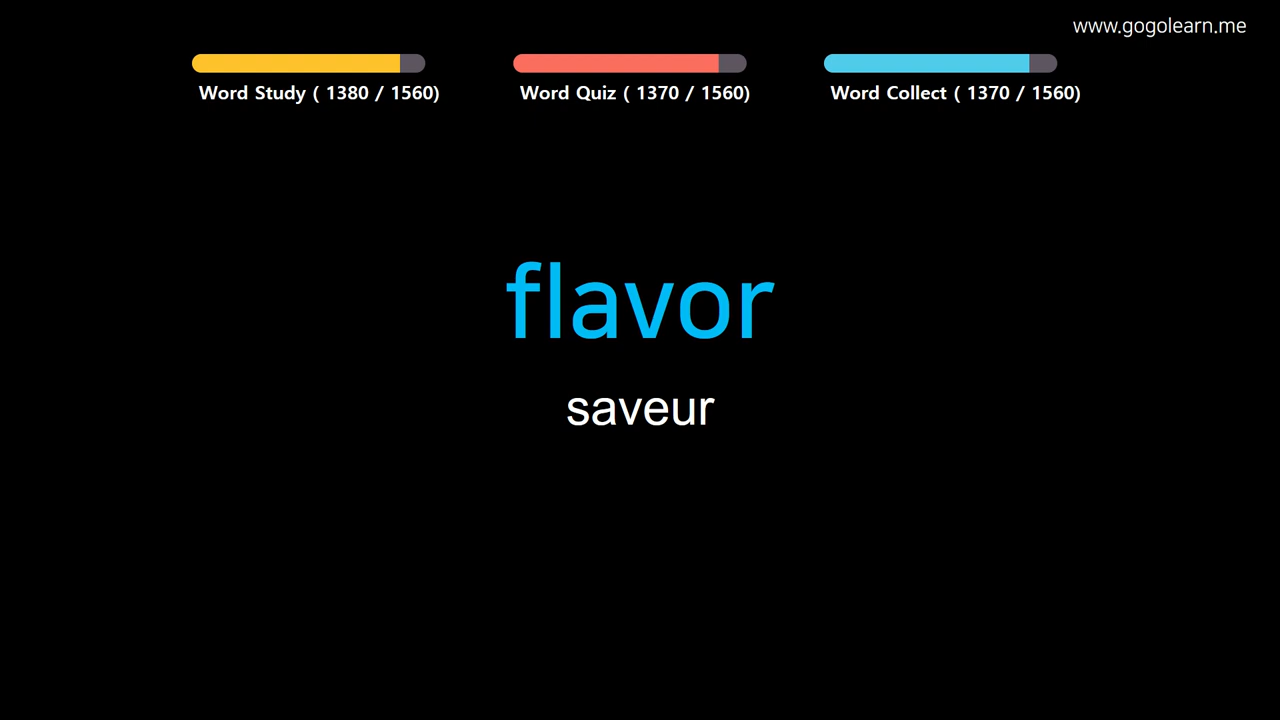 www.gogolearn.me
Word Study ( 1380 / 1560)
Word Quiz ( 1370 / 1560)
Word Collect ( 1370 / 1560)
flavor
saveur